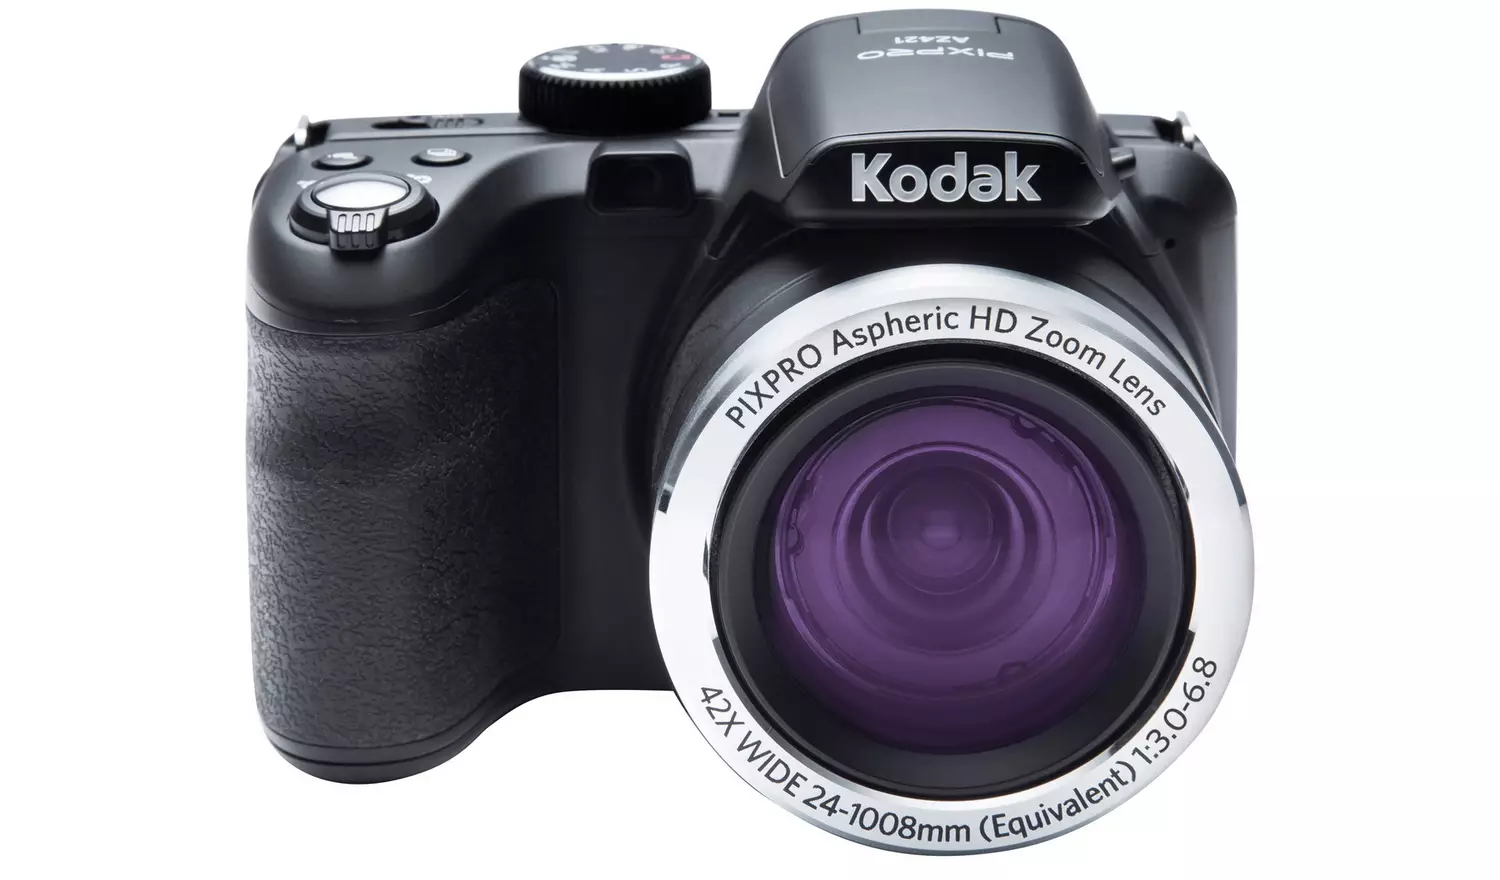 PIXPRO
AZ421
Kodak
PIXPRO Aspheric HD Zoom Lens
42X WIDE 24-1008mm (Equivalent) 1:3.0-6.8